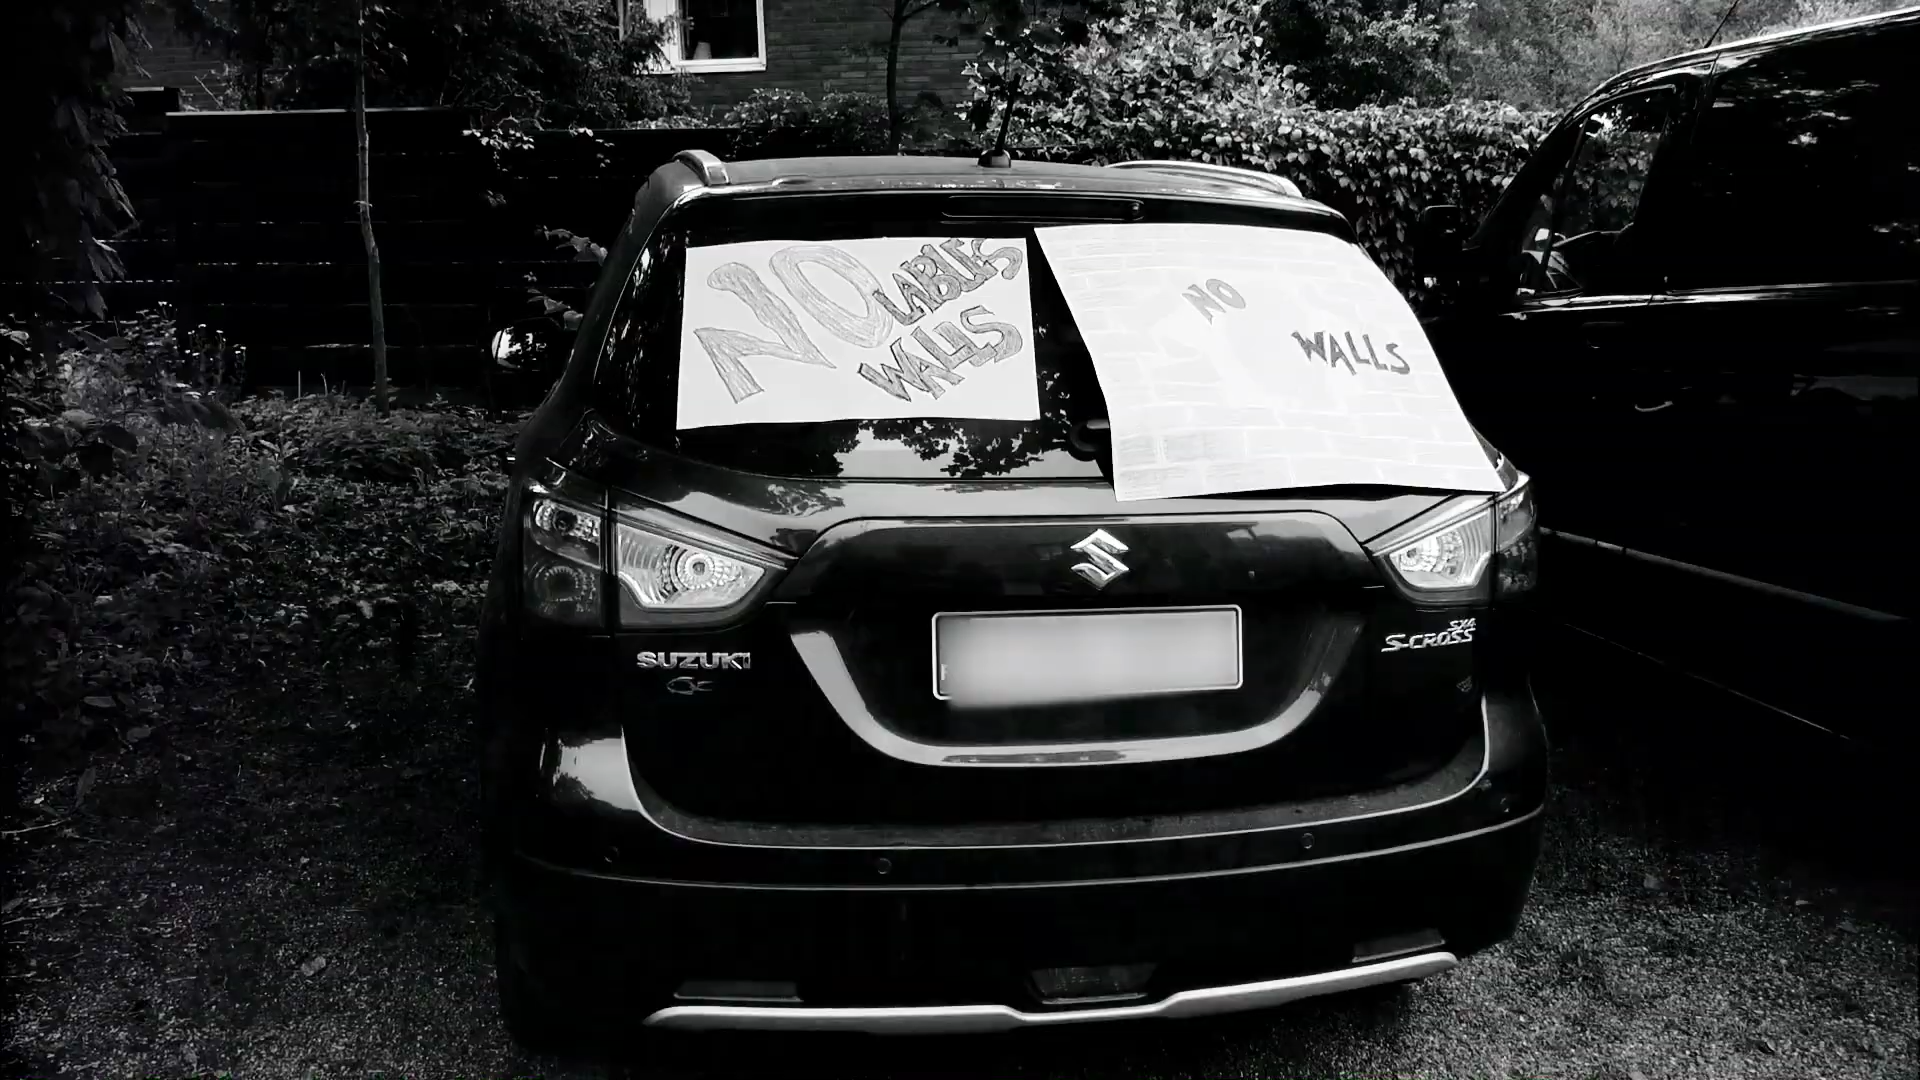 NO LABLES
WALLS
NO
WALLS
SUZUKI
SX4
S-CROSS